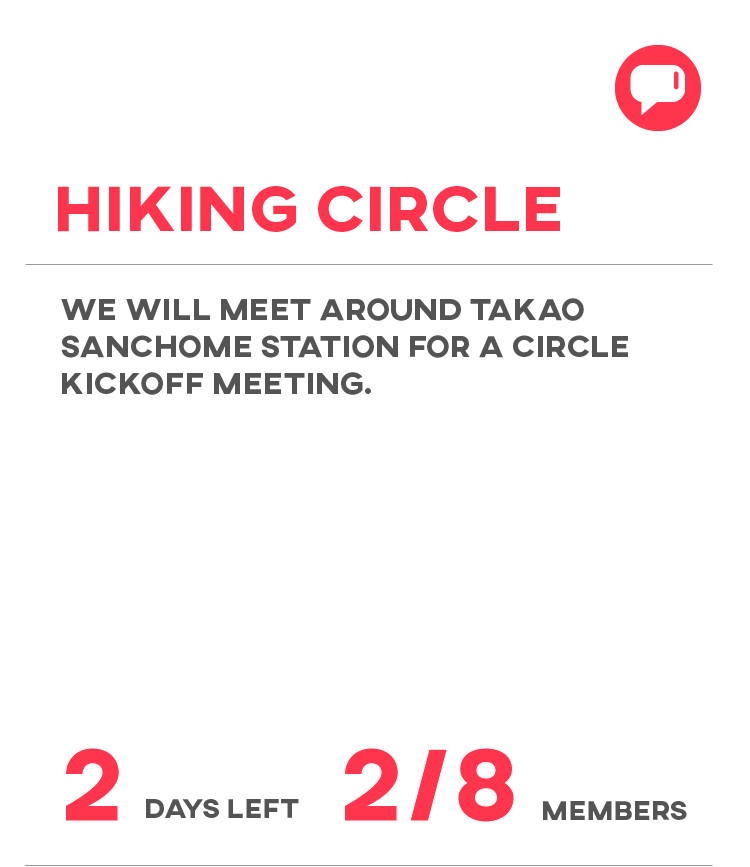 HIKING CIRCLE
WE WILL MEET AROUND TAKAO
SANCHOME STATION FOR A CIRCLE
KICKOFF MEETING.
2 DAYS LEFT 2/8 MEMBERS